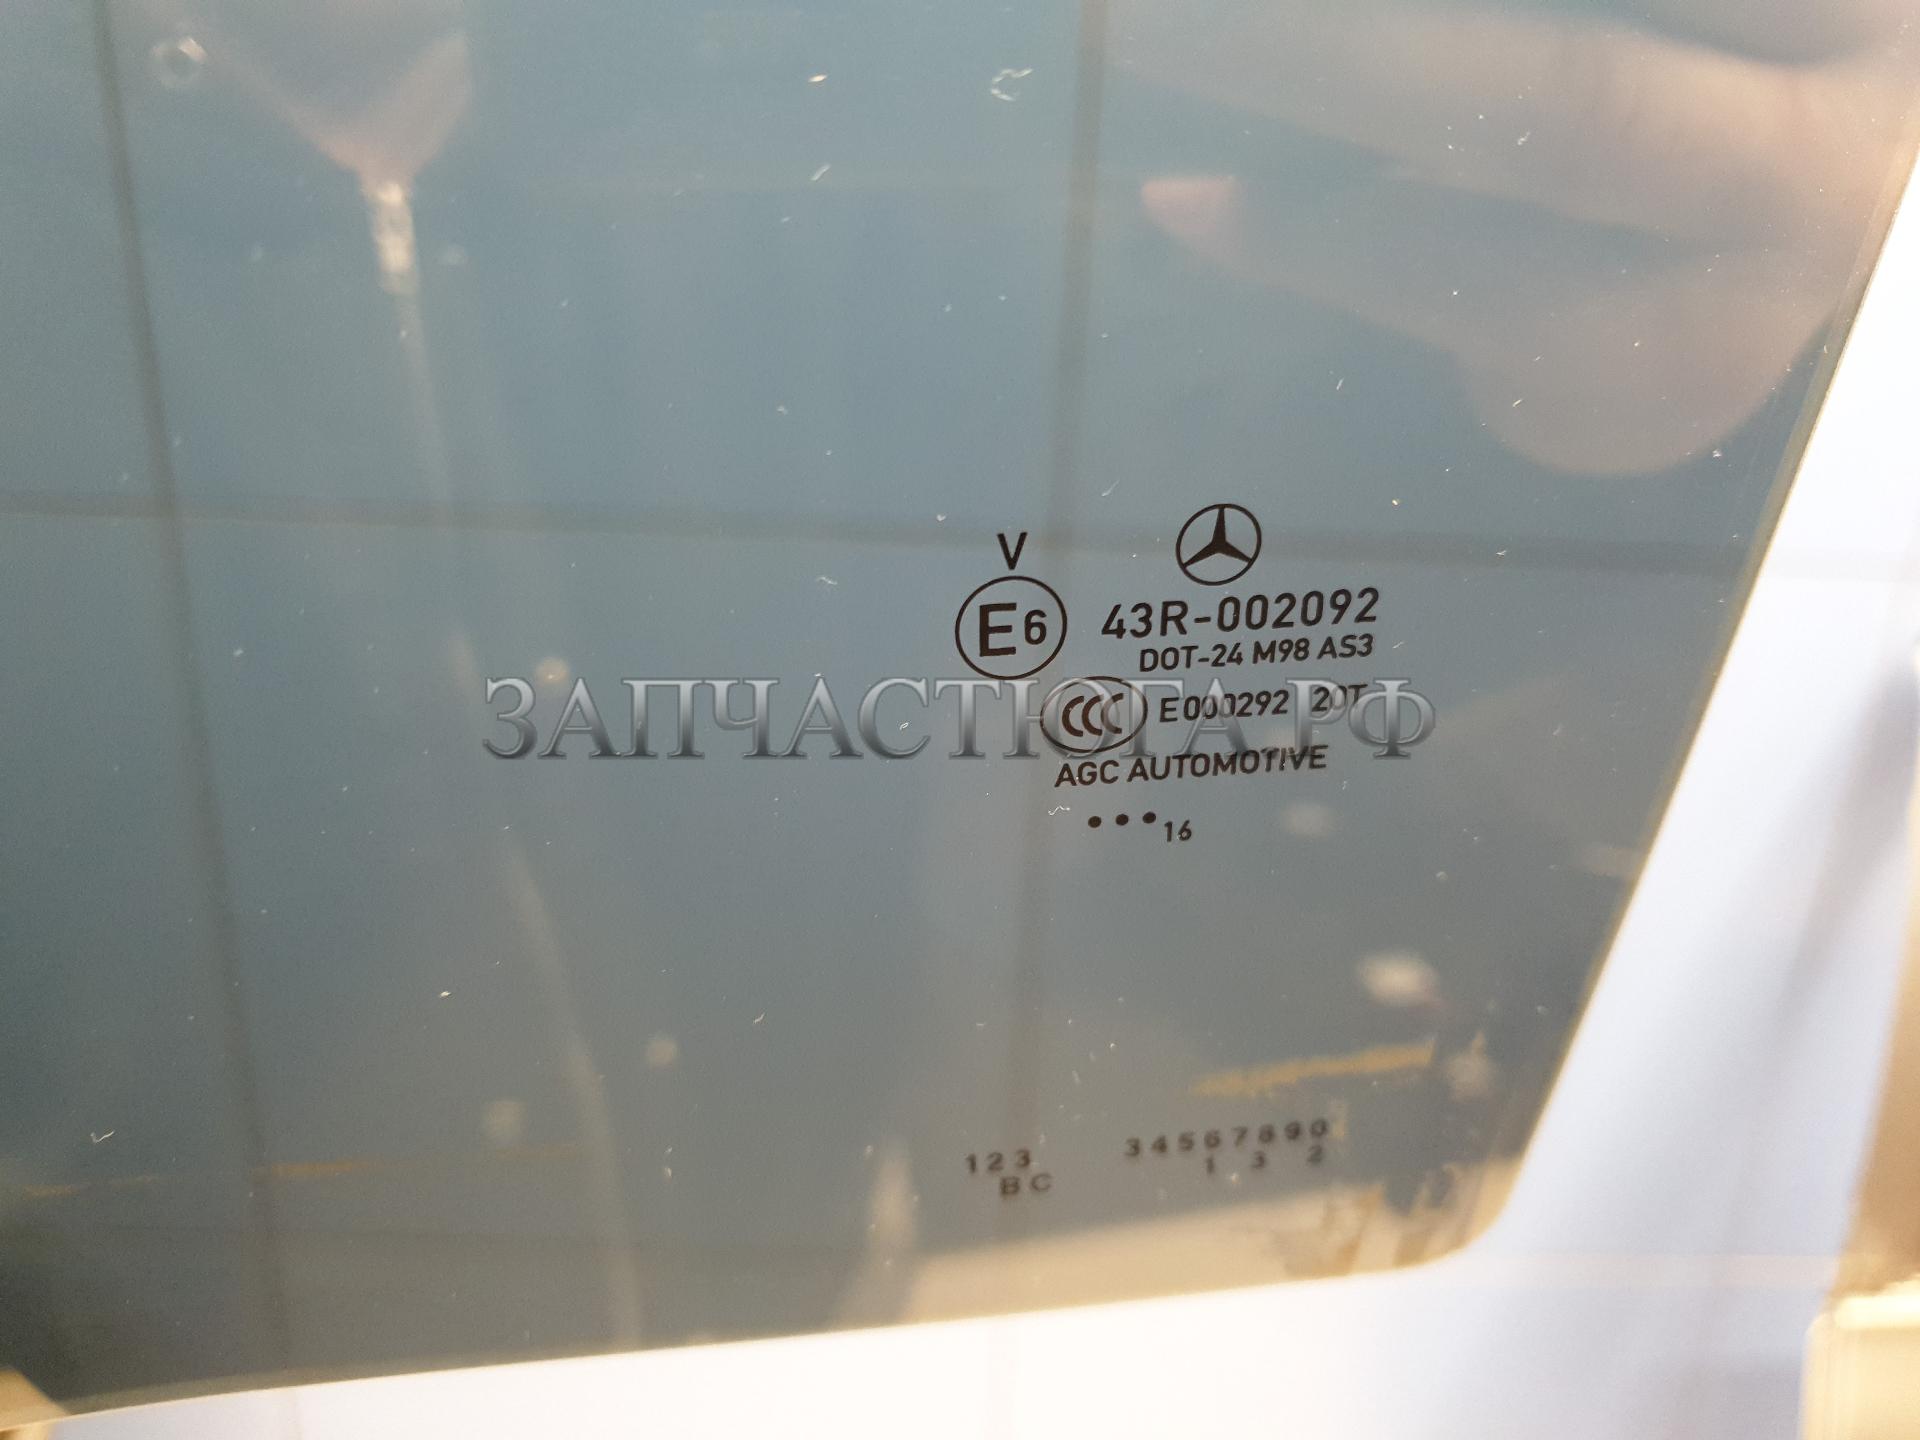 V
E6 43R-002092
DOT-24 M98 AS3
CCC E000292 20T
ЗАПЧАСТЮГА.РФ
AGC AUTOMOTIVE
••• 16
123 34567890
BC 1 3 2